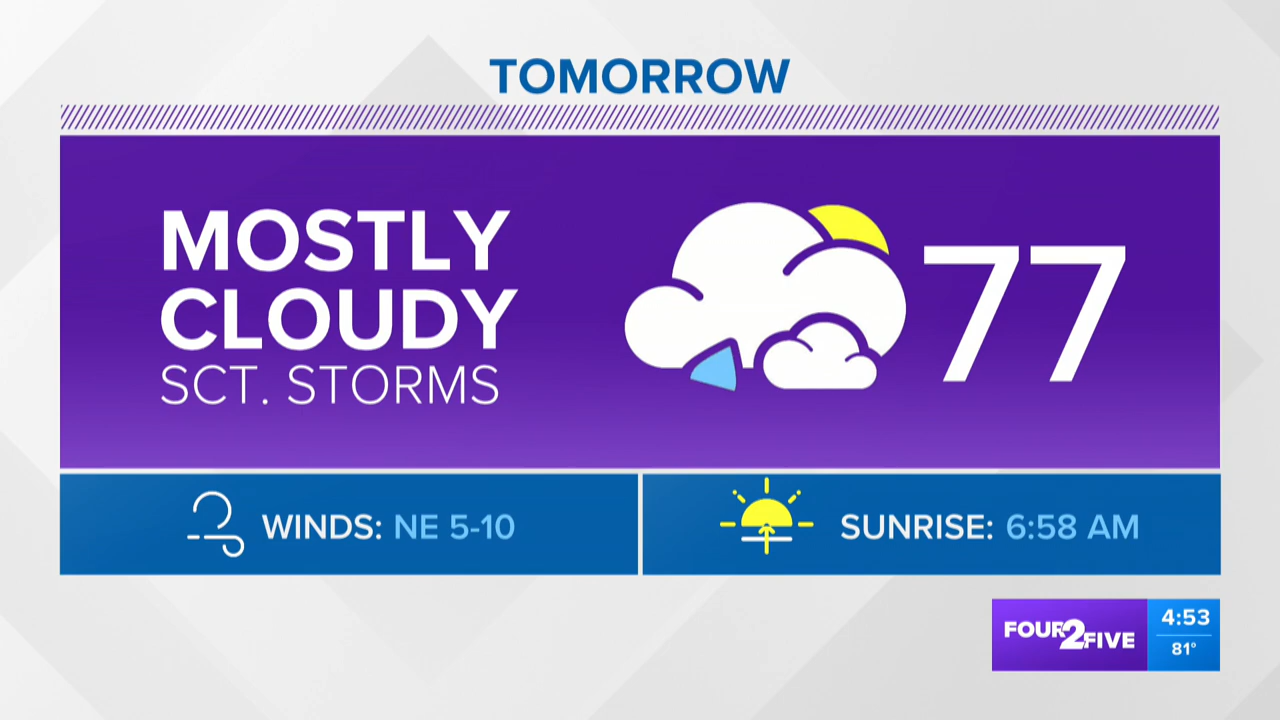 TOMORROW
MOSTLY
CLOUDY
SCT. STORMS
77
WINDS: NE 5-10
SUNRISE: 6:58 AM
FOUR2FIVE
4:53
81°